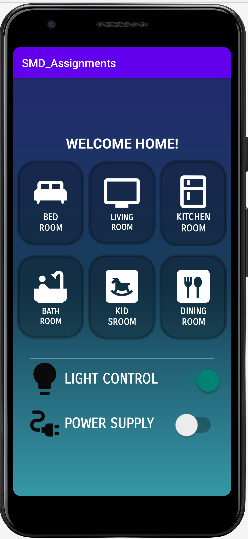 SMD_Assignments
WELCOME HOME!
BED
ROOM
LIVING
ROOM
KITCHEN
ROOM
BATH
ROOM
KID
SROOM
DINING
ROOM
LIGHT CONTROL
POWER SUPPLY